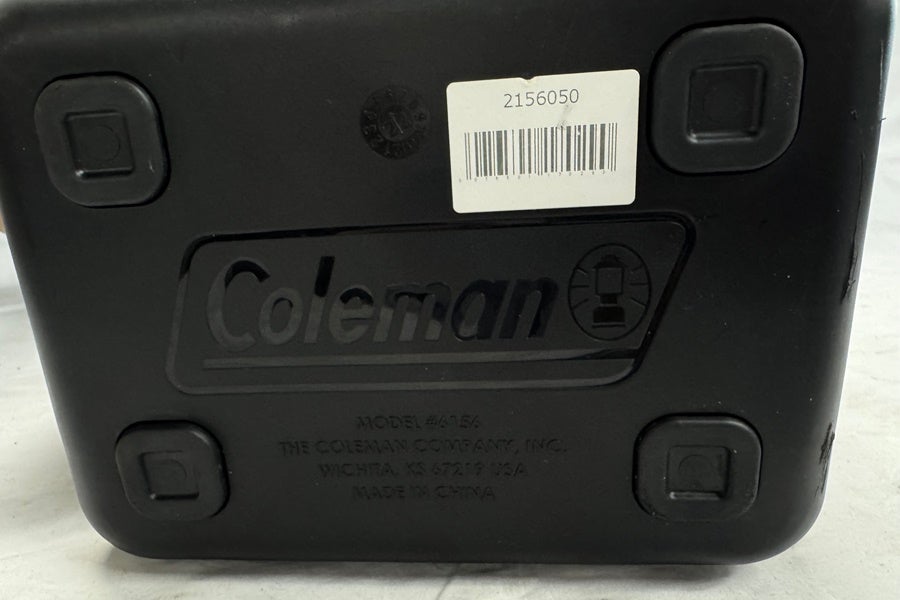 2156050
Coleman
MODEL #6156
THE COLEMAN COMPANY, INC.
WICHITA, KS 67219 USA
MADE IN CHINA